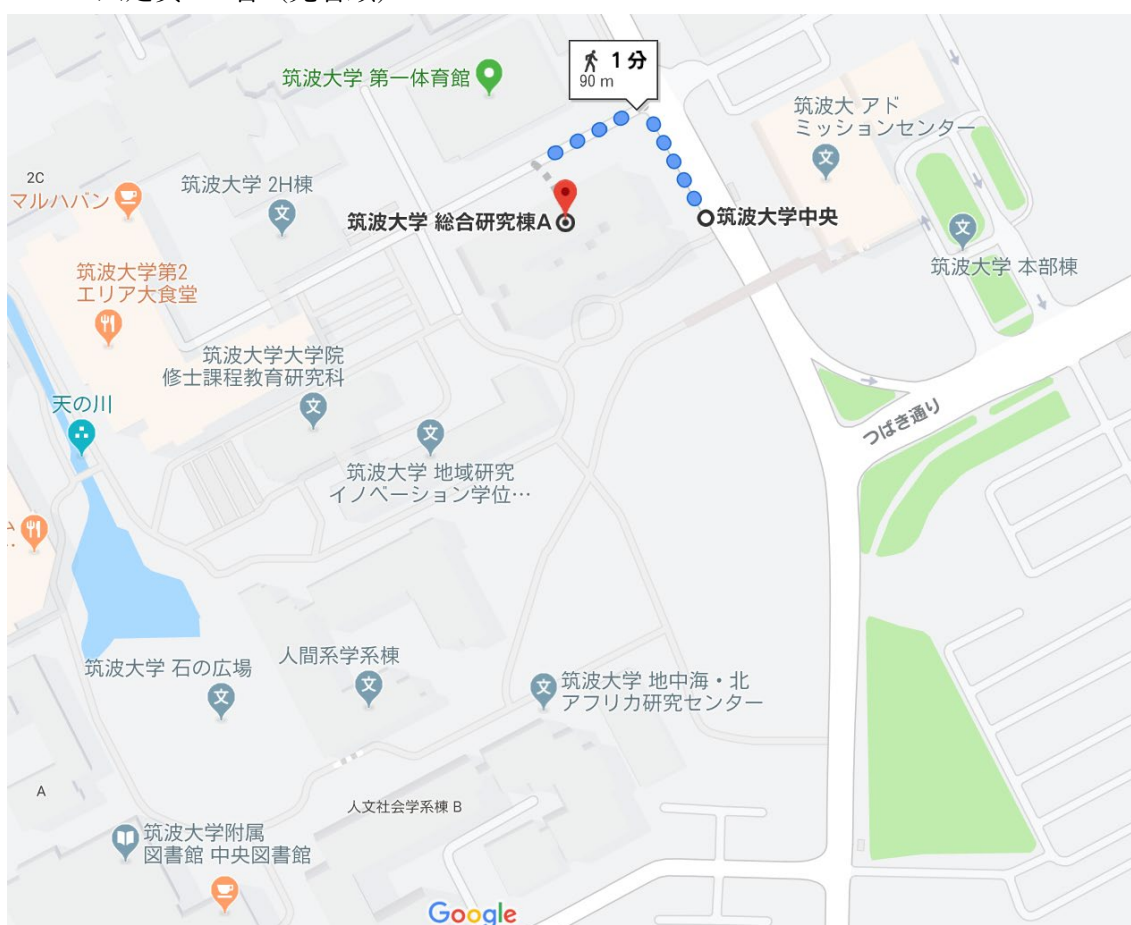 筑波大学 第一体育館
1 分
90 m
筑波大 アド
ミッションセンター
2C
マルハバン
筑波大学 2H棟
筑波大学 総合研究棟A
筑波大学中央
筑波大学 本部棟
筑波大学第2
エリア大食堂
筑波大学大学院
修士課程教育研究科
天の川
つばき通り
筑波大学 地域研究
イノベーション学位…
筑波大学 石の広場
人間系学系棟
筑波大学 地中海・北
アフリカ研究センター
A
人文社会学系棟 B
筑波大学附属
図書館 中央図書館
Google